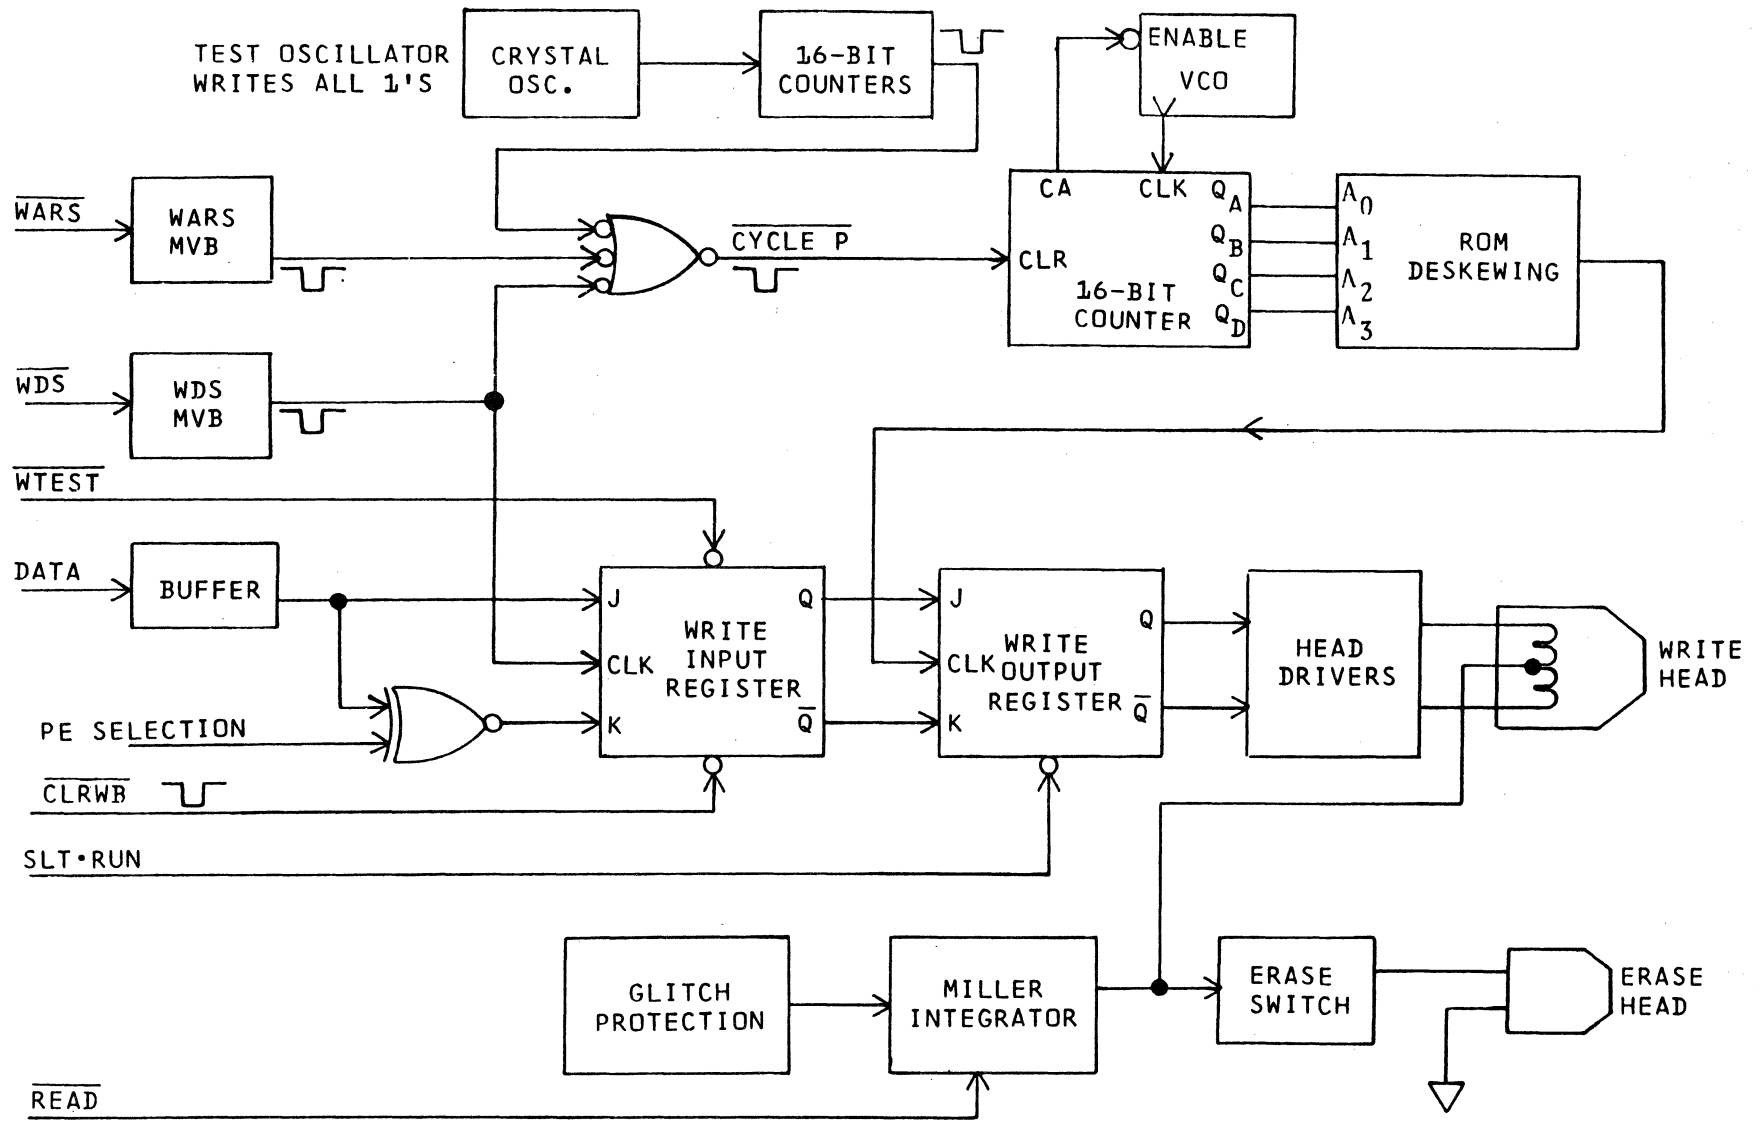 TEST OSCILLATOR
WRITES ALL 1'S
CRYSTAL
OSC.
16-BIT
COUNTERS
ENABLE
VCO
WARS
WARS
MVB
CYCLE P
CA
CLK
CLR
16-BIT
COUNTER
QA
QB
QC
QD
A0
A1
A2
A3
ROM
DESKEWING
WDS
WDS
MVB
WTEST
DATA
BUFFER
PE SELECTION
J
CLK
K
WRITE
INPUT
REGISTER
Q
Q̅
J
CLK
K
WRITE
OUTPUT
REGISTER
Q
Q̅
HEAD
DRIVERS
WRITE
HEAD
CLRWB
SLT•RUN
GLITCH
PROTECTION
MILLER
INTEGRATOR
ERASE
SWITCH
ERASE
HEAD
READ